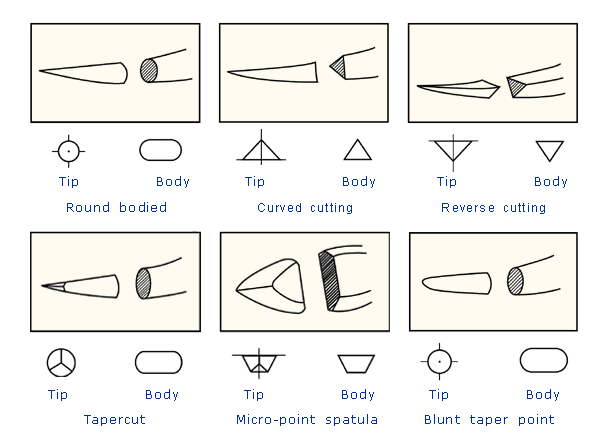 Tip Body Tip Body Tip Body
Round bodied Curved cutting Reverse cutting
Tip Body Tip Body Tip Body
Tapercut Micro-point spatula Blunt taper point